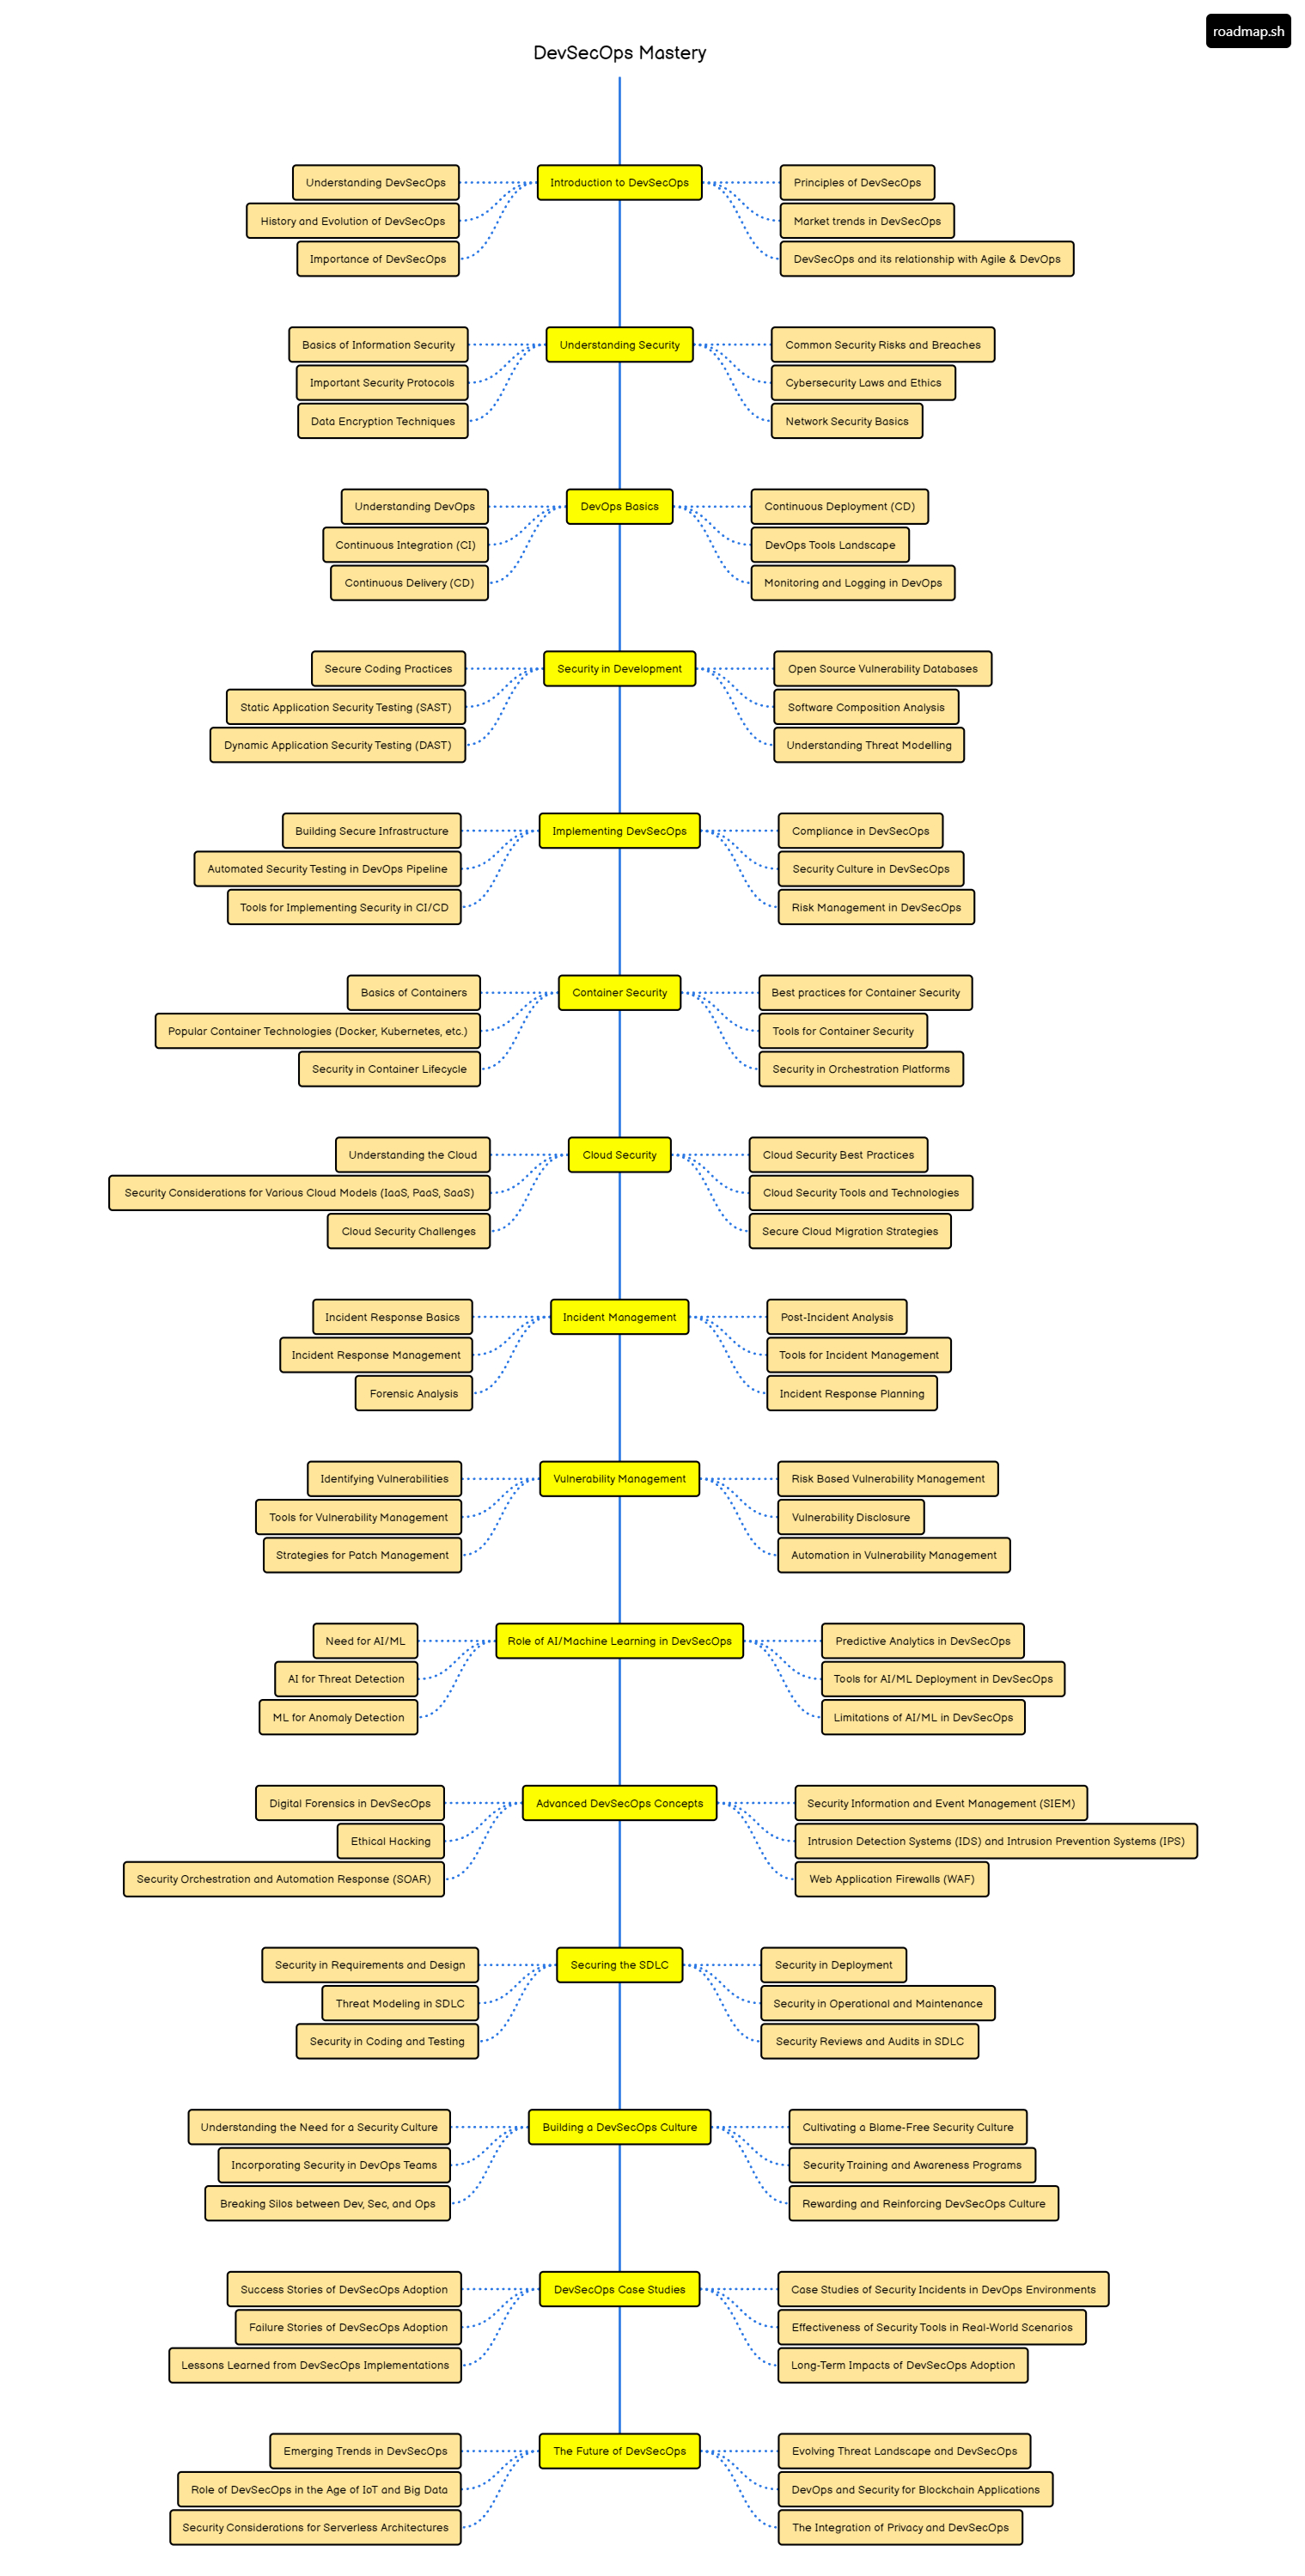 roadmap.sh
DevSecOps Mastery
Introduction to DevSecOps
Understanding DevSecOps
History and Evolution of DevSecOps
Importance of DevSecOps
Principles of DevSecOps
Market trends in DevSecOps
DevSecOps and its relationship with Agile & DevOps
Understanding Security
Basics of Information Security
Important Security Protocols
Data Encryption Techniques
Common Security Risks and Breaches
Cybersecurity Laws and Ethics
Network Security Basics
DevOps Basics
Understanding DevOps
Continuous Integration (CI)
Continuous Delivery (CD)
Continuous Deployment (CD)
DevOps Tools Landscape
Monitoring and Logging in DevOps
Security in Development
Secure Coding Practices
Static Application Security Testing (SAST)
Dynamic Application Security Testing (DAST)
Open Source Vulnerability Databases
Software Composition Analysis
Understanding Threat Modelling
Implementing DevSecOps
Building Secure Infrastructure
Automated Security Testing in DevOps Pipeline
Tools for Implementing Security in CI/CD
Compliance in DevSecOps
Security Culture in DevSecOps
Risk Management in DevSecOps
Container Security
Basics of Containers
Popular Container Technologies (Docker, Kubernetes, etc.)
Security in Container Lifecycle
Best practices for Container Security
Tools for Container Security
Security in Orchestration Platforms
Cloud Security
Understanding the Cloud
Security Considerations for Various Cloud Models (IaaS, PaaS, SaaS)
Cloud Security Challenges
Cloud Security Best Practices
Cloud Security Tools and Technologies
Secure Cloud Migration Strategies
Incident Management
Incident Response Basics
Incident Response Management
Forensic Analysis
Post-Incident Analysis
Tools for Incident Management
Incident Response Planning
Vulnerability Management
Identifying Vulnerabilities
Tools for Vulnerability Management
Strategies for Patch Management
Risk Based Vulnerability Management
Vulnerability Disclosure
Automation in Vulnerability Management
Role of AI/Machine Learning in DevSecOps
Need for AI/ML
AI for Threat Detection
ML for Anomaly Detection
Predictive Analytics in DevSecOps
Tools for AI/ML Deployment in DevSecOps
Limitations of AI/ML in DevSecOps
Advanced DevSecOps Concepts
Digital Forensics in DevSecOps
Ethical Hacking
Security Orchestration and Automation Response (SOAR)
Security Information and Event Management (SIEM)
Intrusion Detection Systems (IDS) and Intrusion Prevention Systems (IPS)
Web Application Firewalls (WAF)
Securing the SDLC
Security in Requirements and Design
Threat Modeling in SDLC
Security in Coding and Testing
Security in Deployment
Security in Operational and Maintenance
Security Reviews and Audits in SDLC
Building a DevSecOps Culture
Understanding the Need for a Security Culture
Incorporating Security in DevOps Teams
Breaking Silos between Dev, Sec, and Ops
Cultivating a Blame-Free Security Culture
Security Training and Awareness Programs
Rewarding and Reinforcing DevSecOps Culture
DevSecOps Case Studies
Success Stories of DevSecOps Adoption
Failure Stories of DevSecOps Adoption
Lessons Learned from DevSecOps Implementations
Case Studies of Security Incidents in DevOps Environments
Effectiveness of Security Tools in Real-World Scenarios
Long-Term Impacts of DevSecOps Adoption
The Future of DevSecOps
Emerging Trends in DevSecOps
Role of DevSecOps in the Age of IoT and Big Data
Security Considerations for Serverless Architectures
Evolving Threat Landscape and DevSecOps
DevOps and Security for Blockchain Applications
The Integration of Privacy and DevSecOps